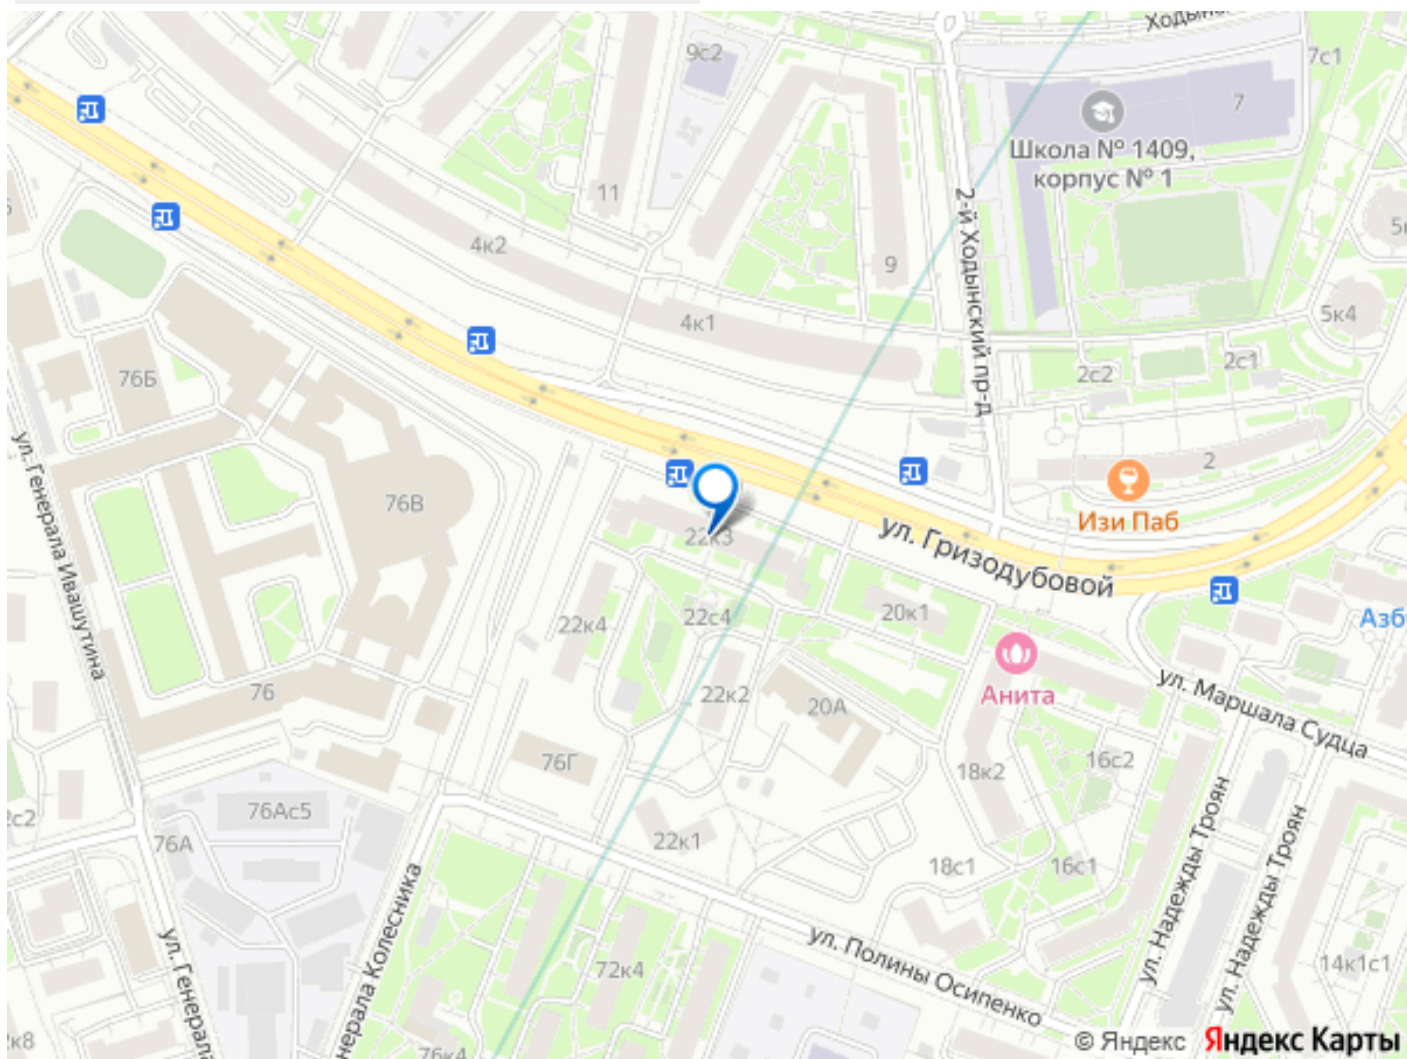 Ходынс
9с2
7с1
7
Школа № 1409,
корпус № 1
11
2-й Ходынский пр-д
4к2
9
5к4
4к1
2с1
2с2
76Б
2
76В
Изи Паб
22к3
ул. Гризодубовой
ул. Генерала Ивашутина
22к4
22с4
20к1
Азб
Анита
76
22к2
20А
ул. Маршала Судца
76Г
18к2
16с2
76Ас5
2с2
76А
22к1
18с1
16с1
ул. Надежды Троян
ул. Надежды Троян
нерала Колесника
ул. Полины Осипенко
72к4
14к1с1
ул. Генерала
2к8
76к4
© Яндекс Яндекс Карты